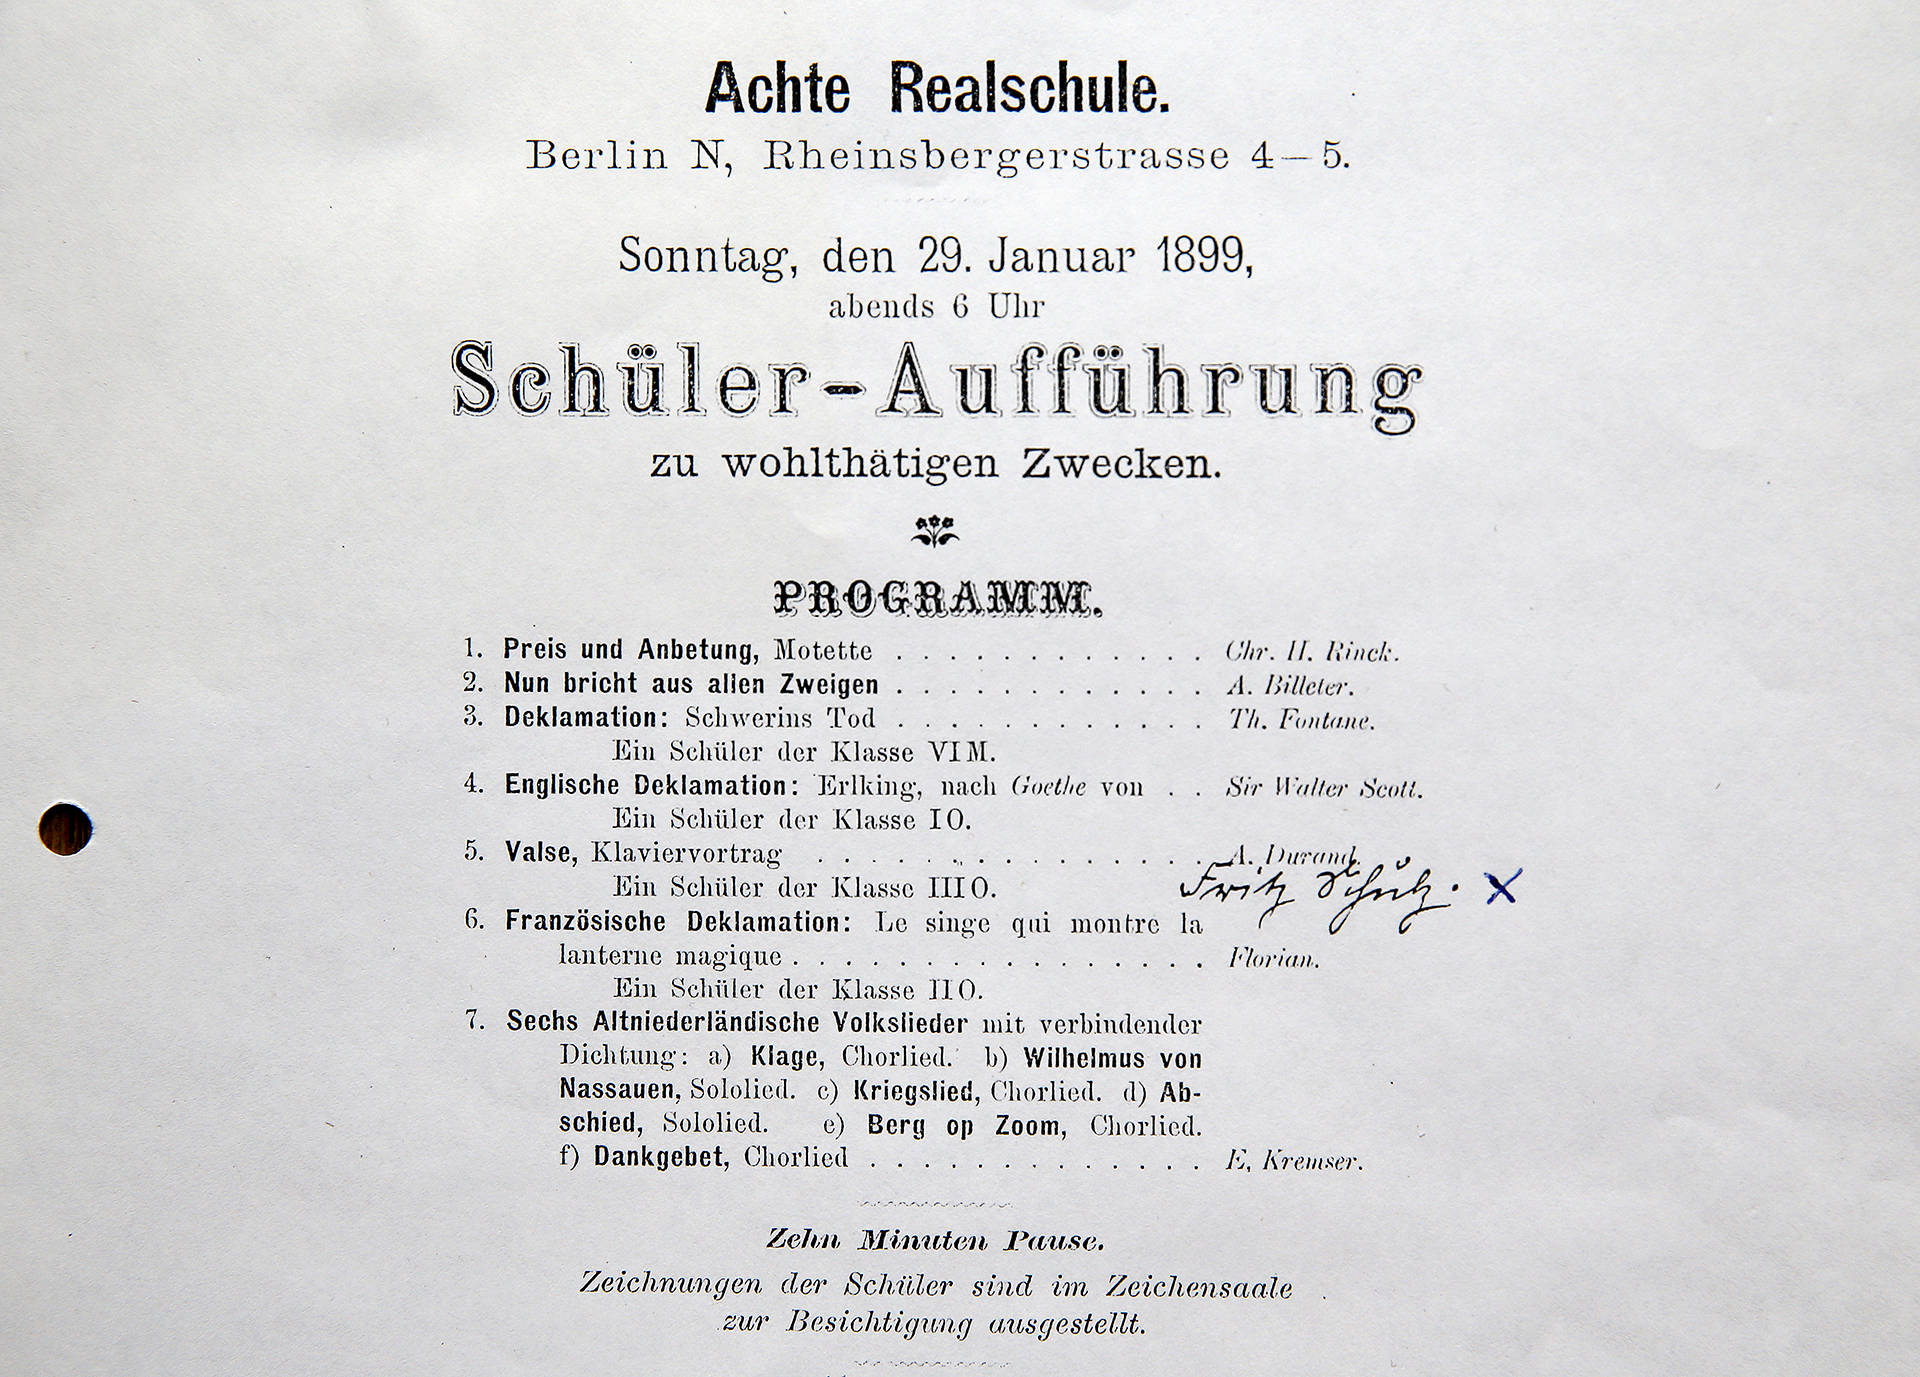 Achte Realschule.
Berlin N, Rheinsbergerstrasse 4–5.
Sonntag, den 29. Januar 1899,
abends 6 Uhr
Schüler-Aufführung
zu wohlthätigen Zwecken.
PROGRAMM.
1. Preis und Anbetung, Motette . . . . . . . . . . . . Chr. H. Rinck.
2. Nun bricht aus allen Zweigen . . . . . . . . . . . . A. Billeter.
3. Deklamation: Schwerins Tod . . . . . . . . . . . . Th. Fontane.
Ein Schüler der Klasse VI M.
4. Englische Deklamation: Erlking, nach Goethe von . . Sir Walter Scott.
Ein Schüler der Klasse I O.
5. Valse, Klaviervortrag . . . . . . . . . . . . . . . A. Durand.
Ein Schüler der Klasse III O. Fritz Schulz. X
6. Französische Deklamation: Le singe qui montre la
lanterne magique . . . . . . . . . . . . . . . . Florian.
Ein Schüler der Klasse II O.
7. Sechs Altniederländische Volkslieder mit verbindender
Dichtung: a) Klage, Chorlied. b) Wilhelmus von
Nassauen, Sololied. c) Kriegslied, Chorlied. d) Ab-
schied, Sololied. e) Berg op Zoom, Chorlied.
f) Dankgebet, Chorlied . . . . . . . . . . . . . E. Kremser.
Zehn Minuten Pause.
Zeichnungen der Schüler sind im Zeichensaale
zur Besichtigung ausgestellt.